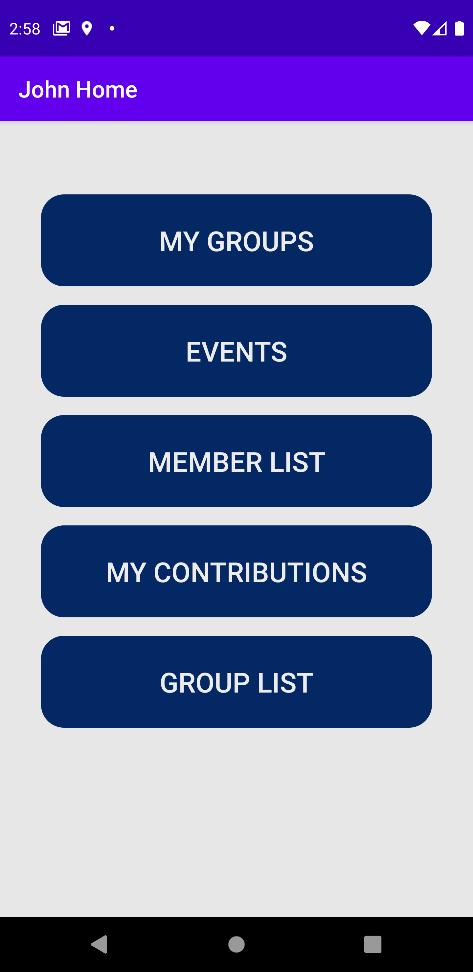 2:58
John Home
MY GROUPS
EVENTS
MEMBER LIST
MY CONTRIBUTIONS
GROUP LIST